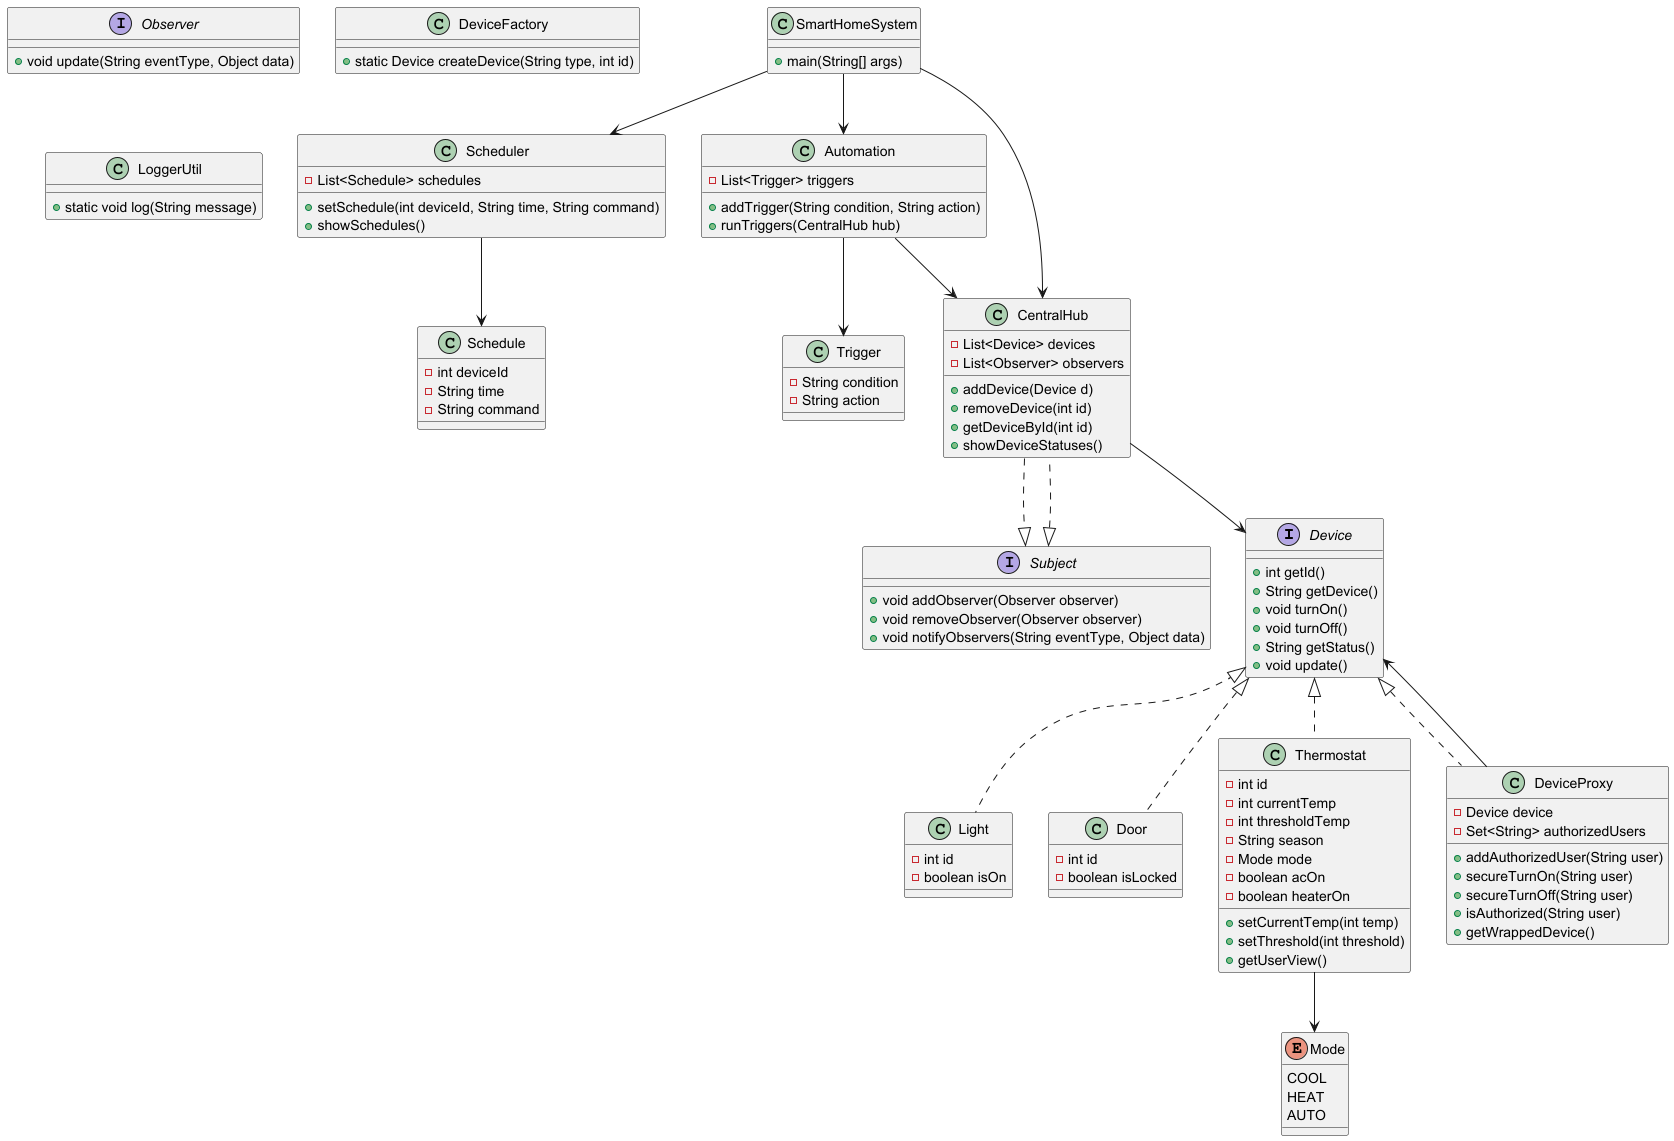 I Observer
void update(String eventType, Object data)
C DeviceFactory
static Device createDevice(String type, int id)
C SmartHomeSystem
main(String[] args)
C LoggerUtil
static void log(String message)
C Scheduler
List<Schedule> schedules
setSchedule(int deviceId, String time, String command)
showSchedules()
C Automation
List<Trigger> triggers
addTrigger(String condition, String action)
runTriggers(CentralHub hub)
C Schedule
int deviceId
String time
String command
C Trigger
String condition
String action
C CentralHub
List<Device> devices
List<Observer> observers
addDevice(Device d)
removeDevice(int id)
getDeviceById(int id)
showDeviceStatuses()
I Subject
void addObserver(Observer observer)
void removeObserver(Observer observer)
void notifyObservers(String eventType, Object data)
I Device
int getId()
String getDevice()
void turnOn()
void turnOff()
String getStatus()
void update()
C Light
int id
boolean isOn
C Door
int id
boolean isLocked
C Thermostat
int id
int currentTemp
int thresholdTemp
String season
Mode mode
boolean acOn
boolean heaterOn
setCurrentTemp(int temp)
setThreshold(int threshold)
getUserView()
C DeviceProxy
Device device
Set<String> authorizedUsers
addAuthorizedUser(String user)
secureTurnOn(String user)
secureTurnOff(String user)
isAuthorized(String user)
getWrappedDevice()
E Mode
COOL
HEAT
AUTO